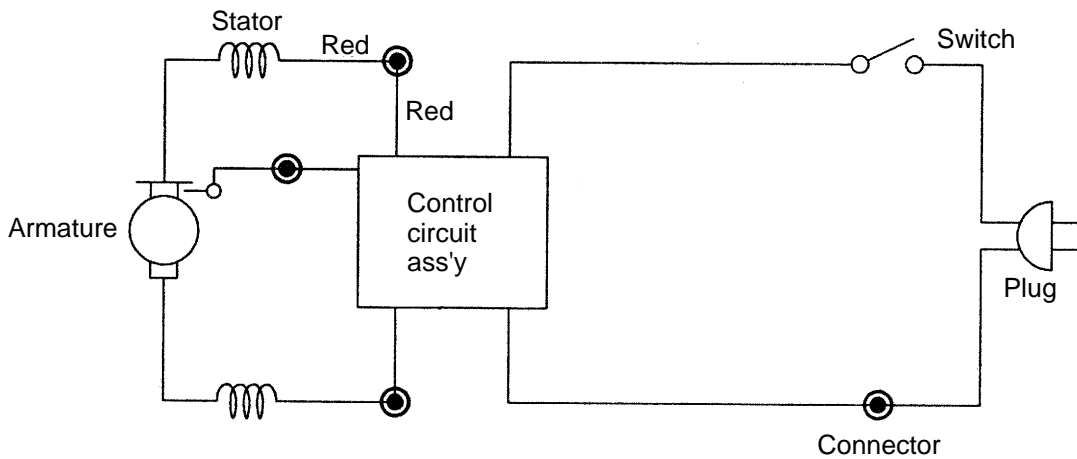 Stator
Red
Switch
Red
Armature
Control
circuit
ass'y
Plug
Connector